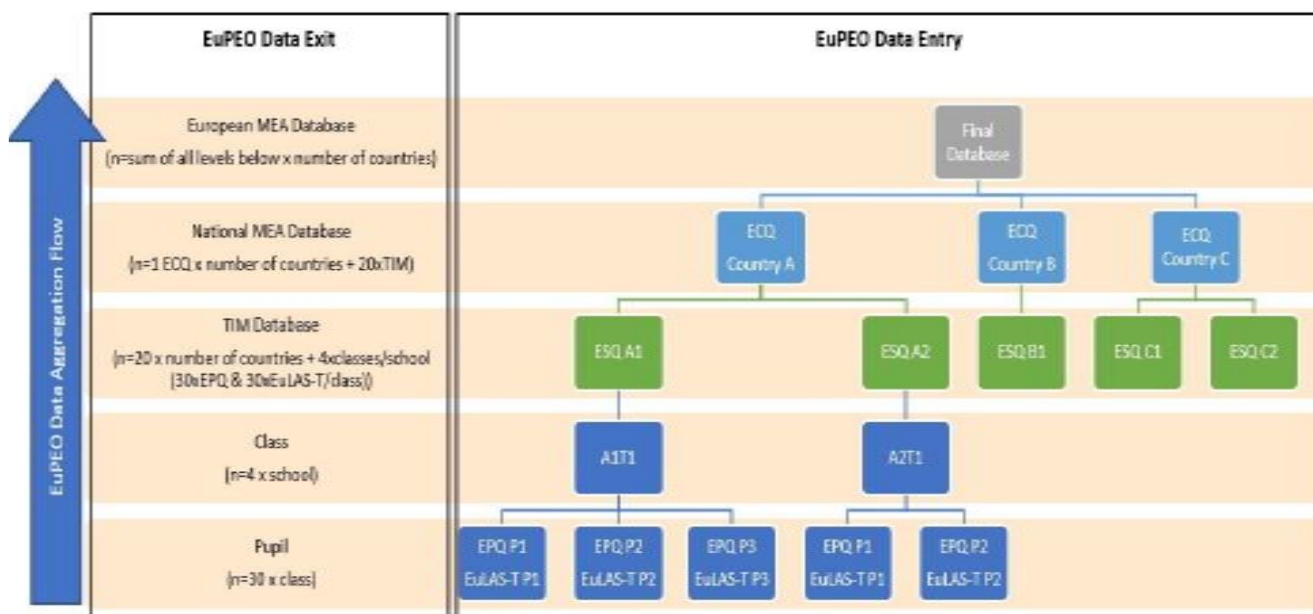 EuPEO Data Exit
EuPEO Data Entry
EuPEO Data Aggregation Flow
European MEA Database
(n=sum of all levels below x number of countries)
Final
Database
National MEA Database
(n=1 ECQ x number of countries + 20xTIM)
ECQ
Country A
ECQ
Country B
ECQ
Country C
TIM Database
(n=20 x number of countries + 4xclasses/school
(30xEPQ & 30xEuLAS-T/class))
ESQ A1
ESQ A2
ESQ B1
ESQ C1
ESQ C2
Class
(n=4 x school)
A1T1
A2T1
Pupil
(n=30 x class)
EPQ P1
EuLAS-T P1
EPQ P2
EuLAS-T P2
EPQ P3
EuLAS-T P3
EPQ P1
EuLAS-T P1
EPQ P2
EuLAS-T P2